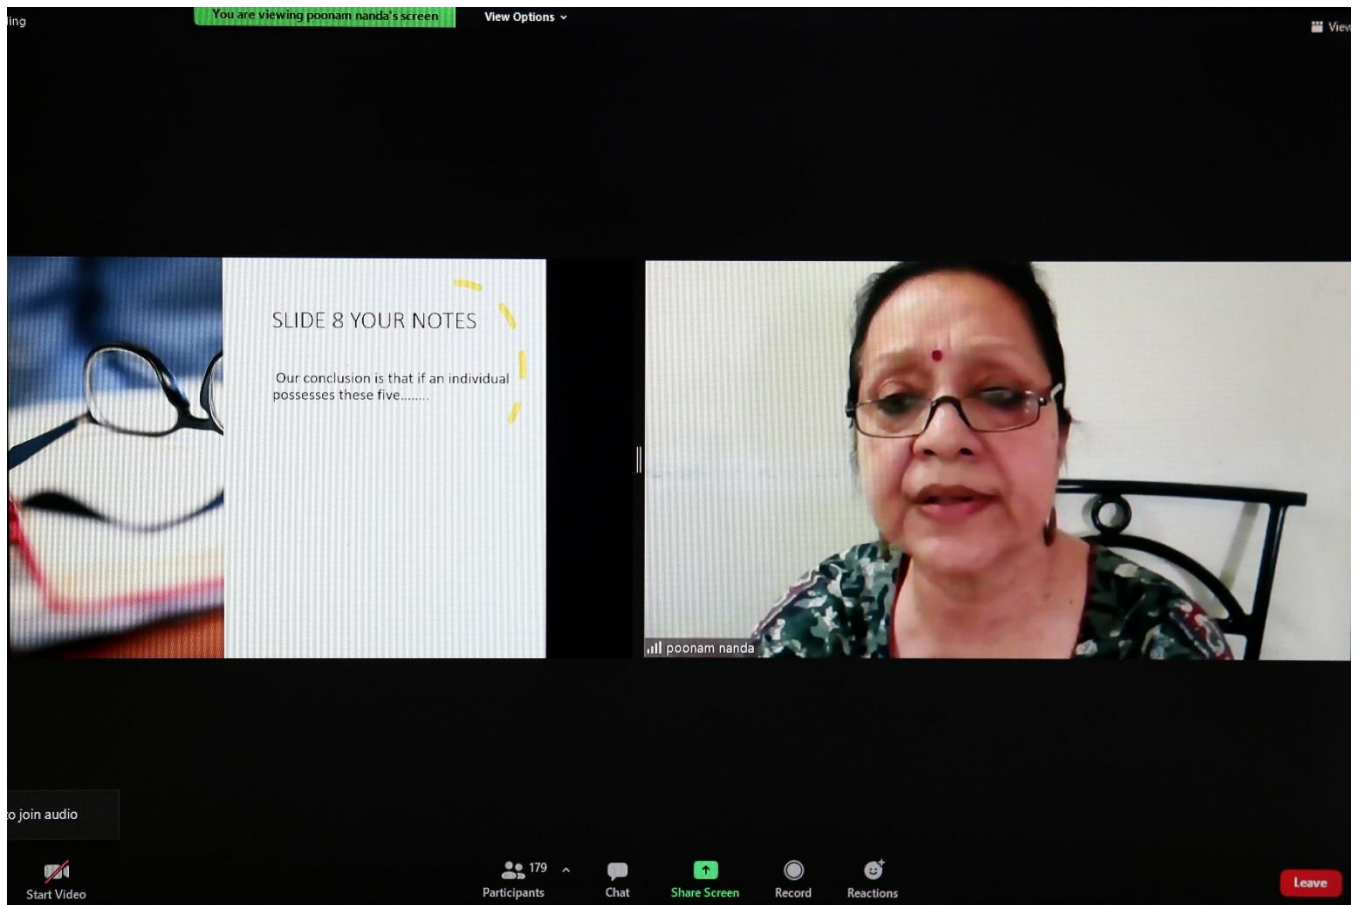 ling
You are viewing poonam nanda's screen
View Options
View
SLIDE 8 YOUR NOTES
Our conclusion is that if an individual
possesses these five........
poonam nanda
to join audio
Start Video
179
Participants
Chat
Share Screen
Record
Reactions
Leave